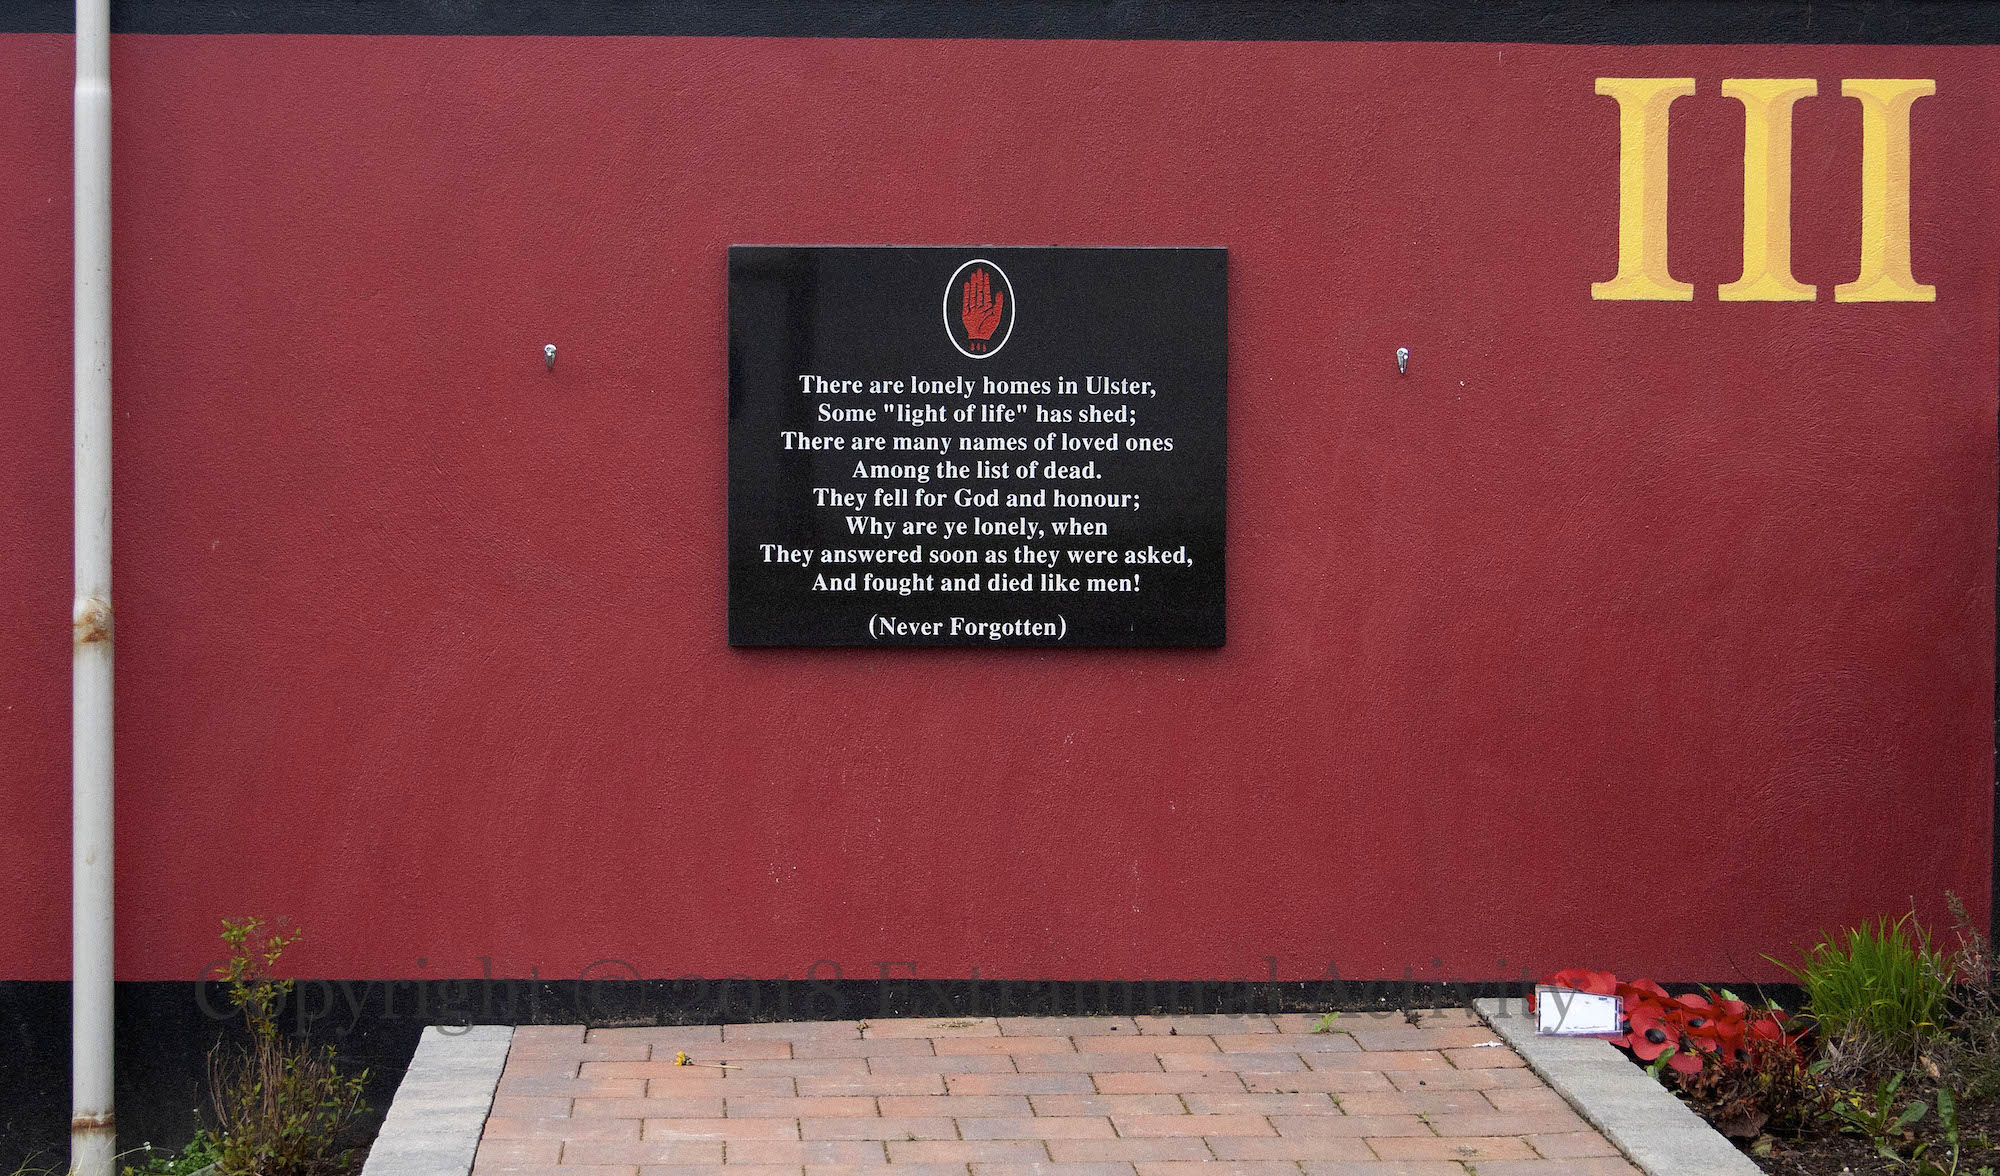 III
There are lonely homes in Ulster,
Some "light of life" has shed;
There are many names of loved ones
Among the list of dead.
They fell for God and honour;
Why are ye lonely, when
They answered soon as they were asked,
And fought and died like men!
(Never Forgotten)
Copyright © 2018 Extramural Activity